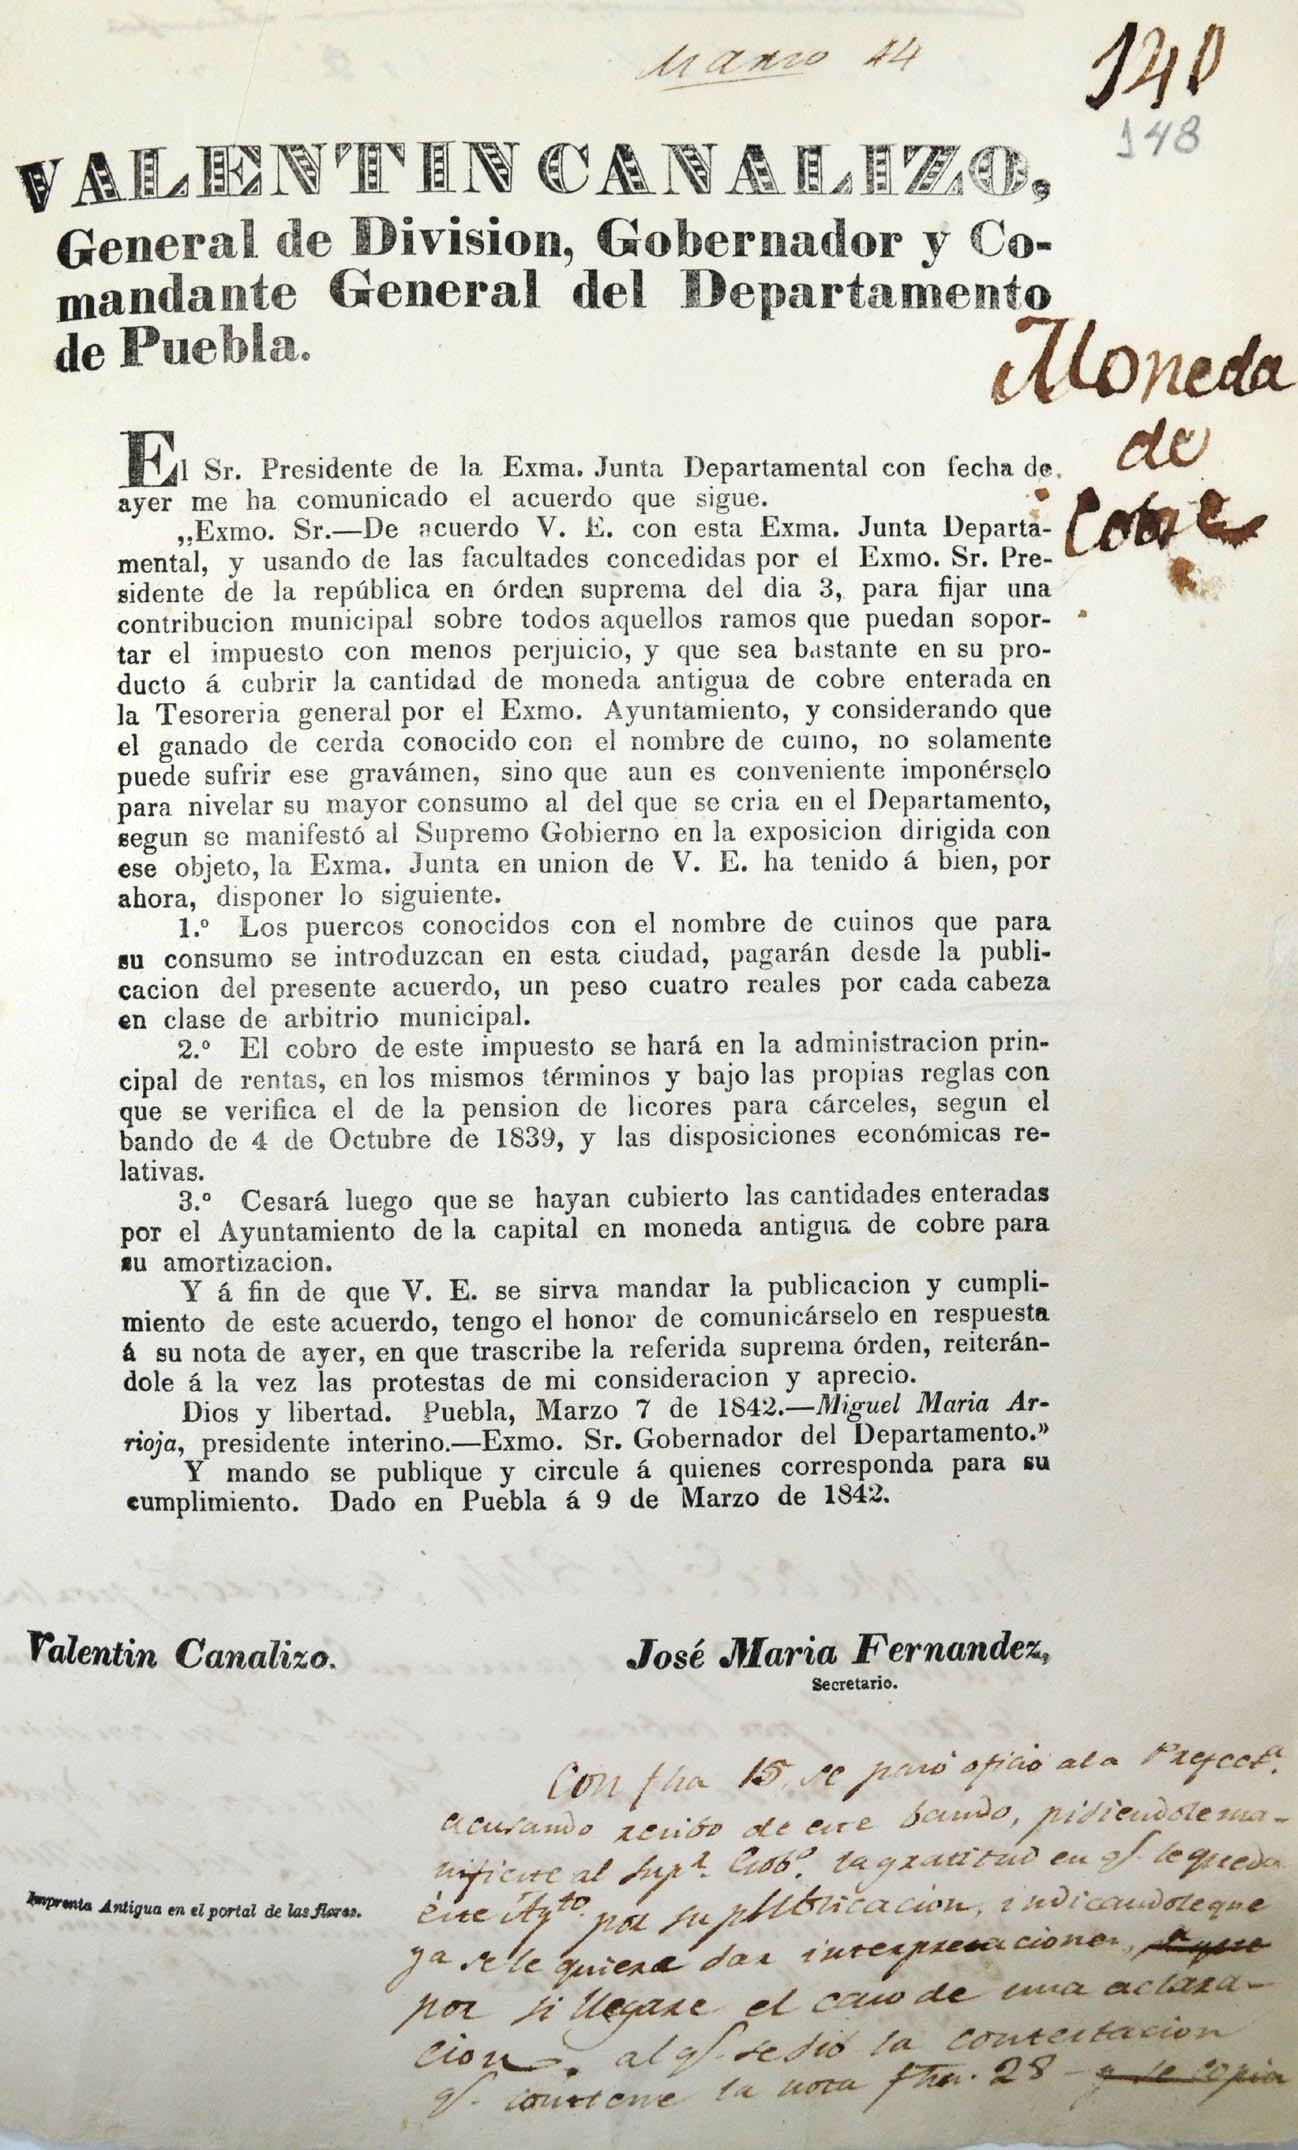 Marzo 44
140
148
VALENTIN CANALIZO,
General de Division, Gobernador y Co-
mandante General del Departamento
de Puebla.
Moneda
de
Cobre
El Sr. Presidente de la Exma. Junta Departamental con fecha de
ayer me ha comunicado el acuerdo que sigue.
„Exmo. Sr.—De acuerdo V. E. con esta Exma. Junta Departa-
mental, y usando de las facultades concedidas por el Exmo. Sr. Pre-
sidente de la república en órden suprema del dia 3, para fijar una
contribucion municipal sobre todos aquellos ramos que puedan sopor-
tar el impuesto con menos perjuicio, y que sea bastante en su pro-
ducto á cubrir la cantidad de moneda antigua de cobre enterada en
la Tesoreria general por el Exmo. Ayuntamiento, y considerando que
el ganado de cerda conocido con el nombre de cuino, no solamente
puede sufrir ese gravámen, sino que aun es conveniente imponérselo
para nivelar su mayor consumo al del que se cria en el Departamento,
segun se manifestó al Supremo Gobierno en la exposicion dirigida con
ese objeto, la Exma. Junta en union de V. E. ha tenido á bien, por
ahora, disponer lo siguiente.
1.º Los puercos conocidos con el nombre de cuinos que para
su consumo se introduzcan en esta ciudad, pagarán desde la publi-
cacion del presente acuerdo, un peso cuatro reales por cada cabeza
en clase de arbitrio municipal.
2.º El cobro de este impuesto se hará en la administracion prin-
cipal de rentas, en los mismos términos y bajo las propias reglas con
que se verifica el de la pension de licores para cárceles, segun el
bando de 4 de Octubre de 1839, y las disposiciones económicas re-
lativas.
3.º Cesará luego que se hayan cubierto las cantidades enteradas
por el Ayuntamiento de la capital en moneda antigua de cobre para
su amortizacion.
Y á fin de que V. E. se sirva mandar la publicacion y cumpli-
miento de este acuerdo, tengo el honor de comunicárselo en respuesta
á su nota de ayer, en que trascribe la referida suprema órden, reiterán-
dole á la vez las protestas de mi consideracion y aprecio.
Dios y libertad. Puebla, Marzo 7 de 1842.—Miguel Maria Ar-
rioja, presidente interino.—Exmo. Sr. Gobernador del Departamento.”
Y mando se publique y circule á quienes corresponda para su
cumplimiento. Dado en Puebla á 9 de Marzo de 1842.
Valentin Canalizo.
José Maria Fernandez,
Secretario.
Con fha 15, se pasó oficio al a Prefect.ª
acusando recibo de este bando, pidiendole ma-
nifieste al Sup.r Gob.º la gratitud en q.e le queda
Imprenta Antigua en el portal de las flores.
este Ay.to por su publicacion, indicandole que
ya se le quiere dar interpretaciones,
por si llegare el caso de una aclara-
cion. al q.e se dió la contestacion
q.e contiene la nota fha. 28 - y se copia